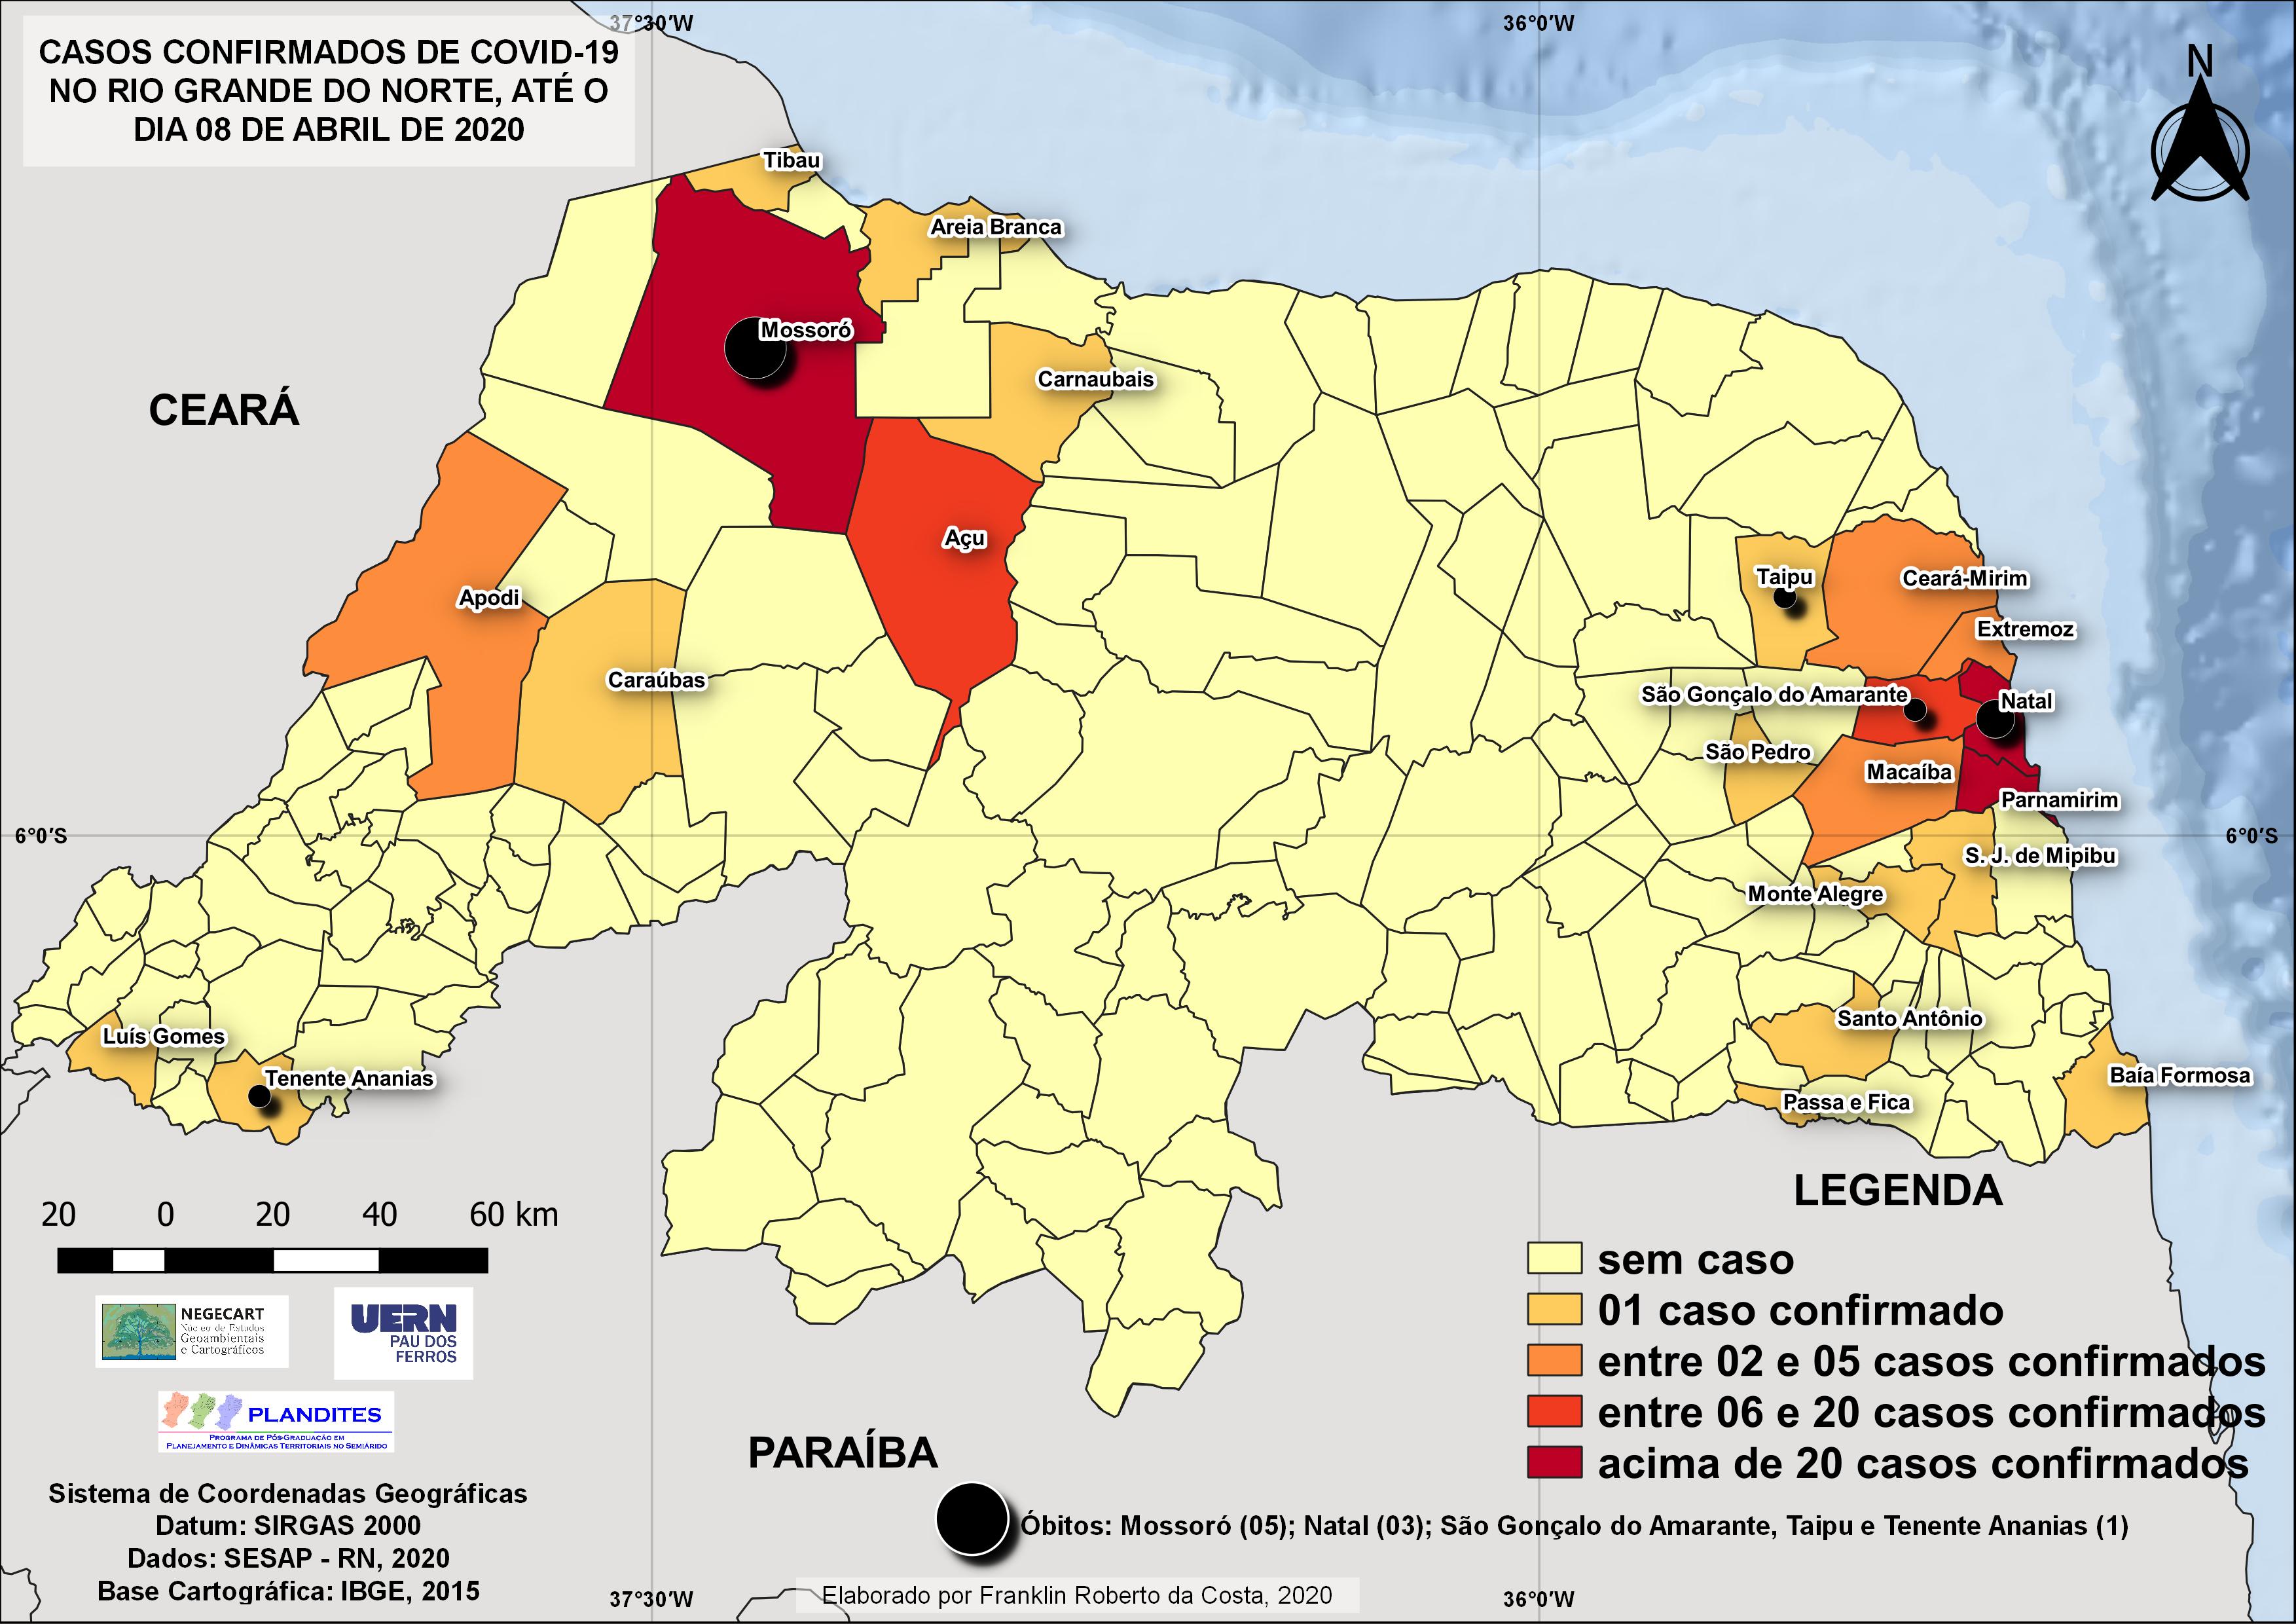 CASOS CONFIRMADOS DE COVID-19
NO RIO GRANDE DO NORTE, ATÉ O
DIA 08 DE ABRIL DE 2020
37°30′W
36°0′W
N
Tibau
Areia Branca
Mossoró
Carnaubais
CEARÁ
Açu
Apodi
Taipu
Ceará-Mirim
Extremoz
Caraúbas
São Gonçalo do Amarante
Natal
São Pedro
Macaíba
Parnamirim
6°0′S
6°0′S
S. J. de Mipibu
Monte Alegre
Santo Antônio
Luís Gomes
Tenente Ananias
Baía Formosa
Passa e Fica
LEGENDA
sem caso
01 caso confirmado
entre 02 e 05 casos confirmados
entre 06 e 20 casos confirmados
acima de 20 casos confirmados
20 0 20 40 60 km
NEGECART
Núcleo de Estudos
Geoambientais
e Cartográficos
UERN
PAU DOS
FERROS
PLANDITES
PROGRAMA DE PÓS-GRADUAÇÃO EM
PLANEJAMENTO E DINÂMICAS TERRITORIAIS NO SEMIÁRIDO
PARAÍBA
Óbitos: Mossoró (05); Natal (03); São Gonçalo do Amarante, Taipu e Tenente Ananias (1)
Sistema de Coordenadas Geográficas
Datum: SIRGAS 2000
Dados: SESAP - RN, 2020
Base Cartográfica: IBGE, 2015
37°30′W
Elaborado por Franklin Roberto da Costa, 2020
36°0′W